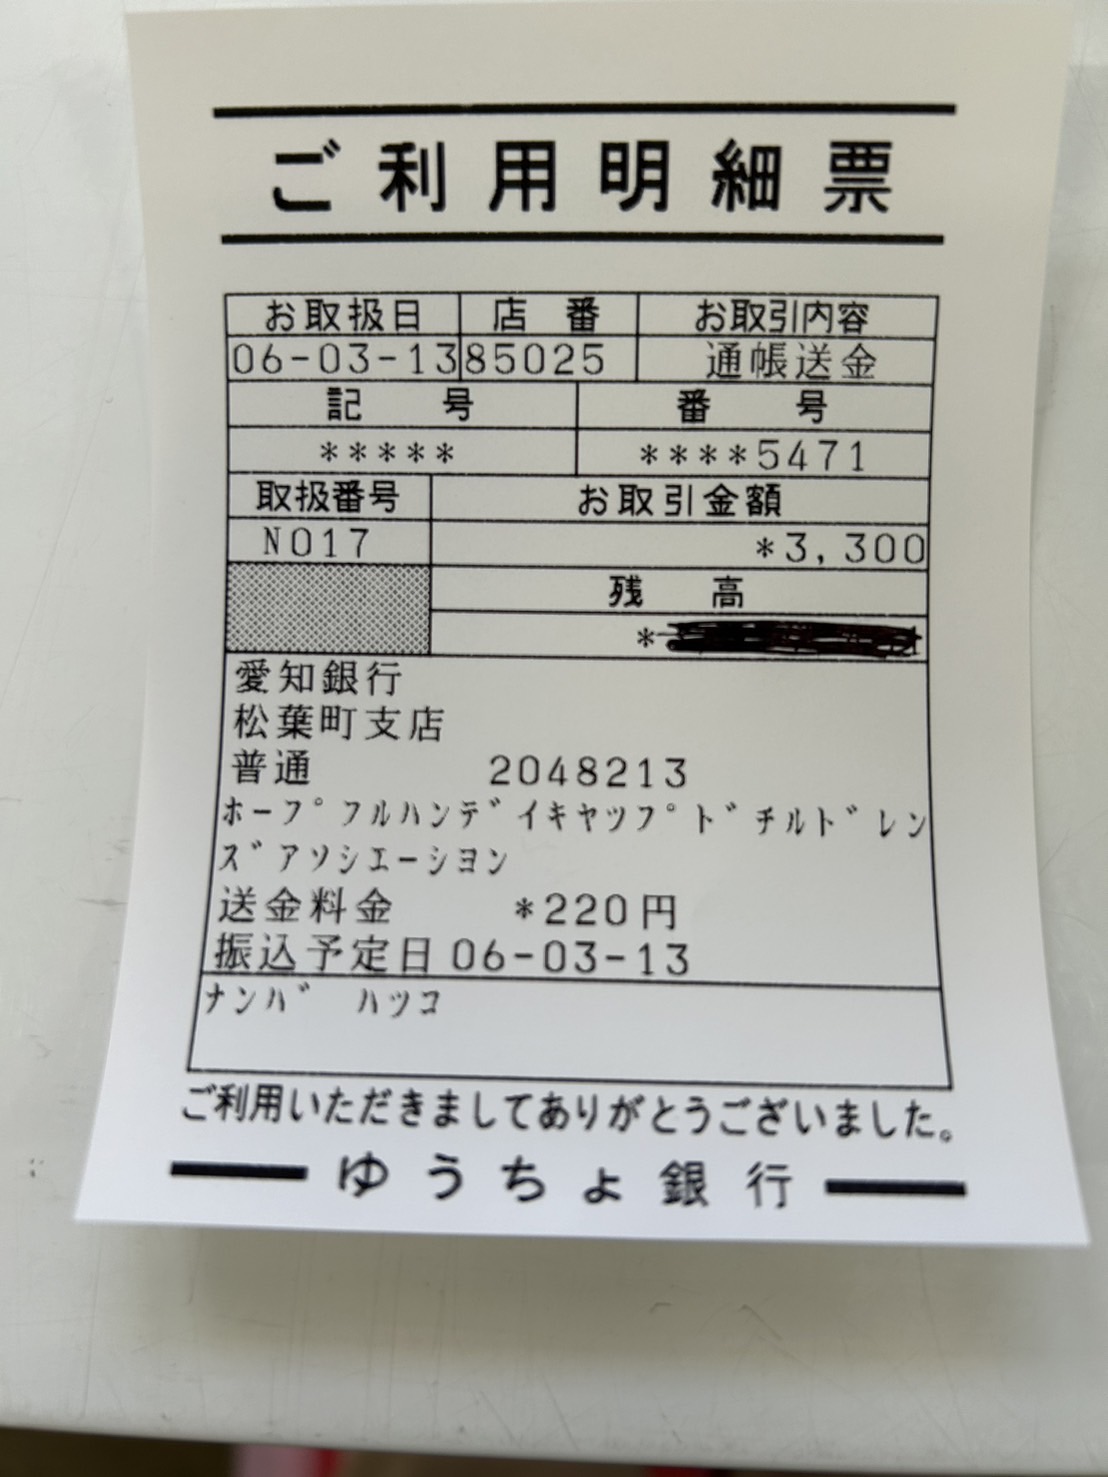 ご利用明細票
お取扱日 店番 お取引内容
06-03-13 85025 通帳送金
記号 番号
***** ****5471
取扱番号 お取引金額
N017 *3,300
残高
*
愛知銀行
松葉町支店
普通 2048213
ホープフルハンデイキヤツプドチルドレン
ズアソシエーシヨン
送金料金 *220円
振込予定日 06-03-13
ナンバ ハツコ
ご利用いただきましてありがとうございました。
ゆうちょ銀行